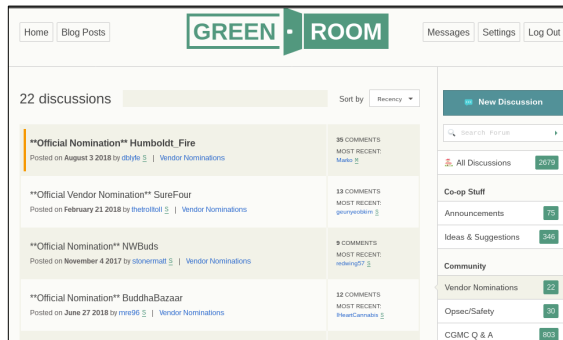 Home Blog Posts GREEN ROOM Messages Settings Log Out
22 discussions Sort by Recency
**Official Nomination** Humboldt_Fire
Posted on August 3 2018 by dblyfe S | Vendor Nominations
35 COMMENTS
MOST RECENT:
Marko
**Official Vendor Nomination** SureFour
Posted on February 21 2018 by thetrolltoll S | Vendor Nominations
13 COMMENTS
MOST RECENT:
geunyeobkim S
**Official Nomination** NWBuds
Posted on November 4 2017 by stonermatt S | Vendor Nominations
9 COMMENTS
MOST RECENT:
redwing57 S
**Official Nomination** BuddhaBazaar
Posted on June 27 2018 by mre96 S | Vendor Nominations
12 COMMENTS
MOST RECENT:
IHeartCannabis S
New Discussion
Search Forum
All Discussions 2679
Co-op Stuff
Announcements 75
Ideas & Suggestions 346
Community
Vendor Nominations 22
Opsec/Safety 30
CGMC Q & A 803